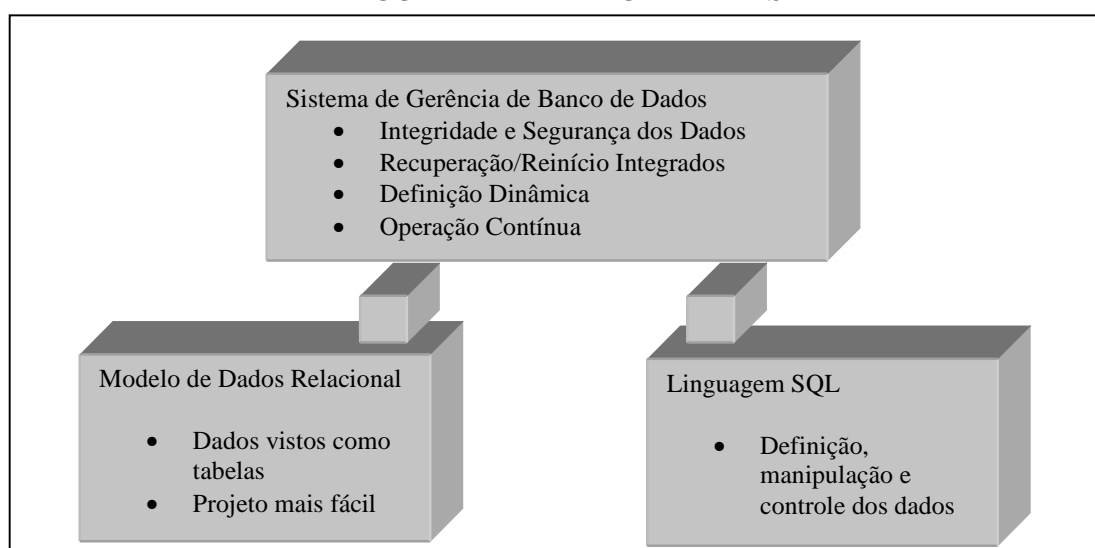 Sistema de Gerência de Banco de Dados
• Integridade e Segurança dos Dados
• Recuperação/Reinício Integrados
• Definição Dinâmica
• Operação Contínua
Modelo de Dados Relacional
• Dados vistos como
tabelas
• Projeto mais fácil
Linguagem SQL
• Definição,
manipulação e
controle dos dados